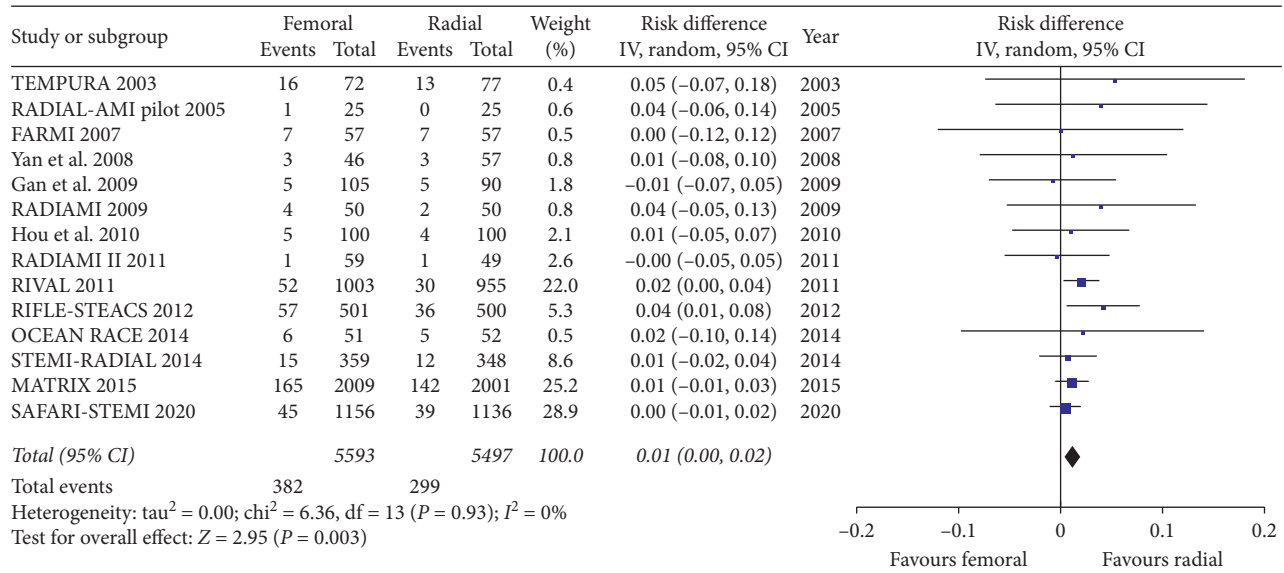 Study or subgroup Femoral Radial Weight (%) Risk difference IV, random, 95% CI Year Risk difference IV, random, 95% CI
Events Total Events Total
TEMPURA 2003 16 72 13 77 0.4 0.05 (–0.07, 0.18) 2003
RADIAL-AMI pilot 2005 1 25 0 25 0.6 0.04 (–0.06, 0.14) 2005
FARMI 2007 7 57 7 57 0.5 0.00 (–0.12, 0.12) 2007
Yan et al. 2008 3 46 3 57 0.8 0.01 (–0.08, 0.10) 2008
Gan et al. 2009 5 105 5 90 1.8 –0.01 (–0.07, 0.05) 2009
RADIAMI 2009 4 50 2 50 0.8 0.04 (–0.05, 0.13) 2009
Hou et al. 2010 5 100 4 100 2.1 0.01 (–0.05, 0.07) 2010
RADIAMI II 2011 1 59 1 49 2.6 –0.00 (–0.05, 0.05) 2011
RIVAL 2011 52 1003 30 955 22.0 0.02 (0.00, 0.04) 2011
RIFLE-STEACS 2012 57 501 36 500 5.3 0.04 (0.01, 0.08) 2012
OCEAN RACE 2014 6 51 5 52 0.5 0.02 (–0.10, 0.14) 2014
STEMI-RADIAL 2014 15 359 12 348 8.6 0.01 (–0.02, 0.04) 2014
MATRIX 2015 165 2009 142 2001 25.2 0.01 (–0.01, 0.03) 2015
SAFARI-STEMI 2020 45 1156 39 1136 28.9 0.00 (–0.01, 0.02) 2020
Total (95% CI) 5593 5497 100.0 0.01 (0.00, 0.02)
Total events 382 299
Heterogeneity: tau² = 0.00; chi² = 6.36, df = 13 (P = 0.93); I² = 0%
Test for overall effect: Z = 2.95 (P = 0.003)
–0.2 –0.1 0 0.1 0.2
Favours femoral Favours radial